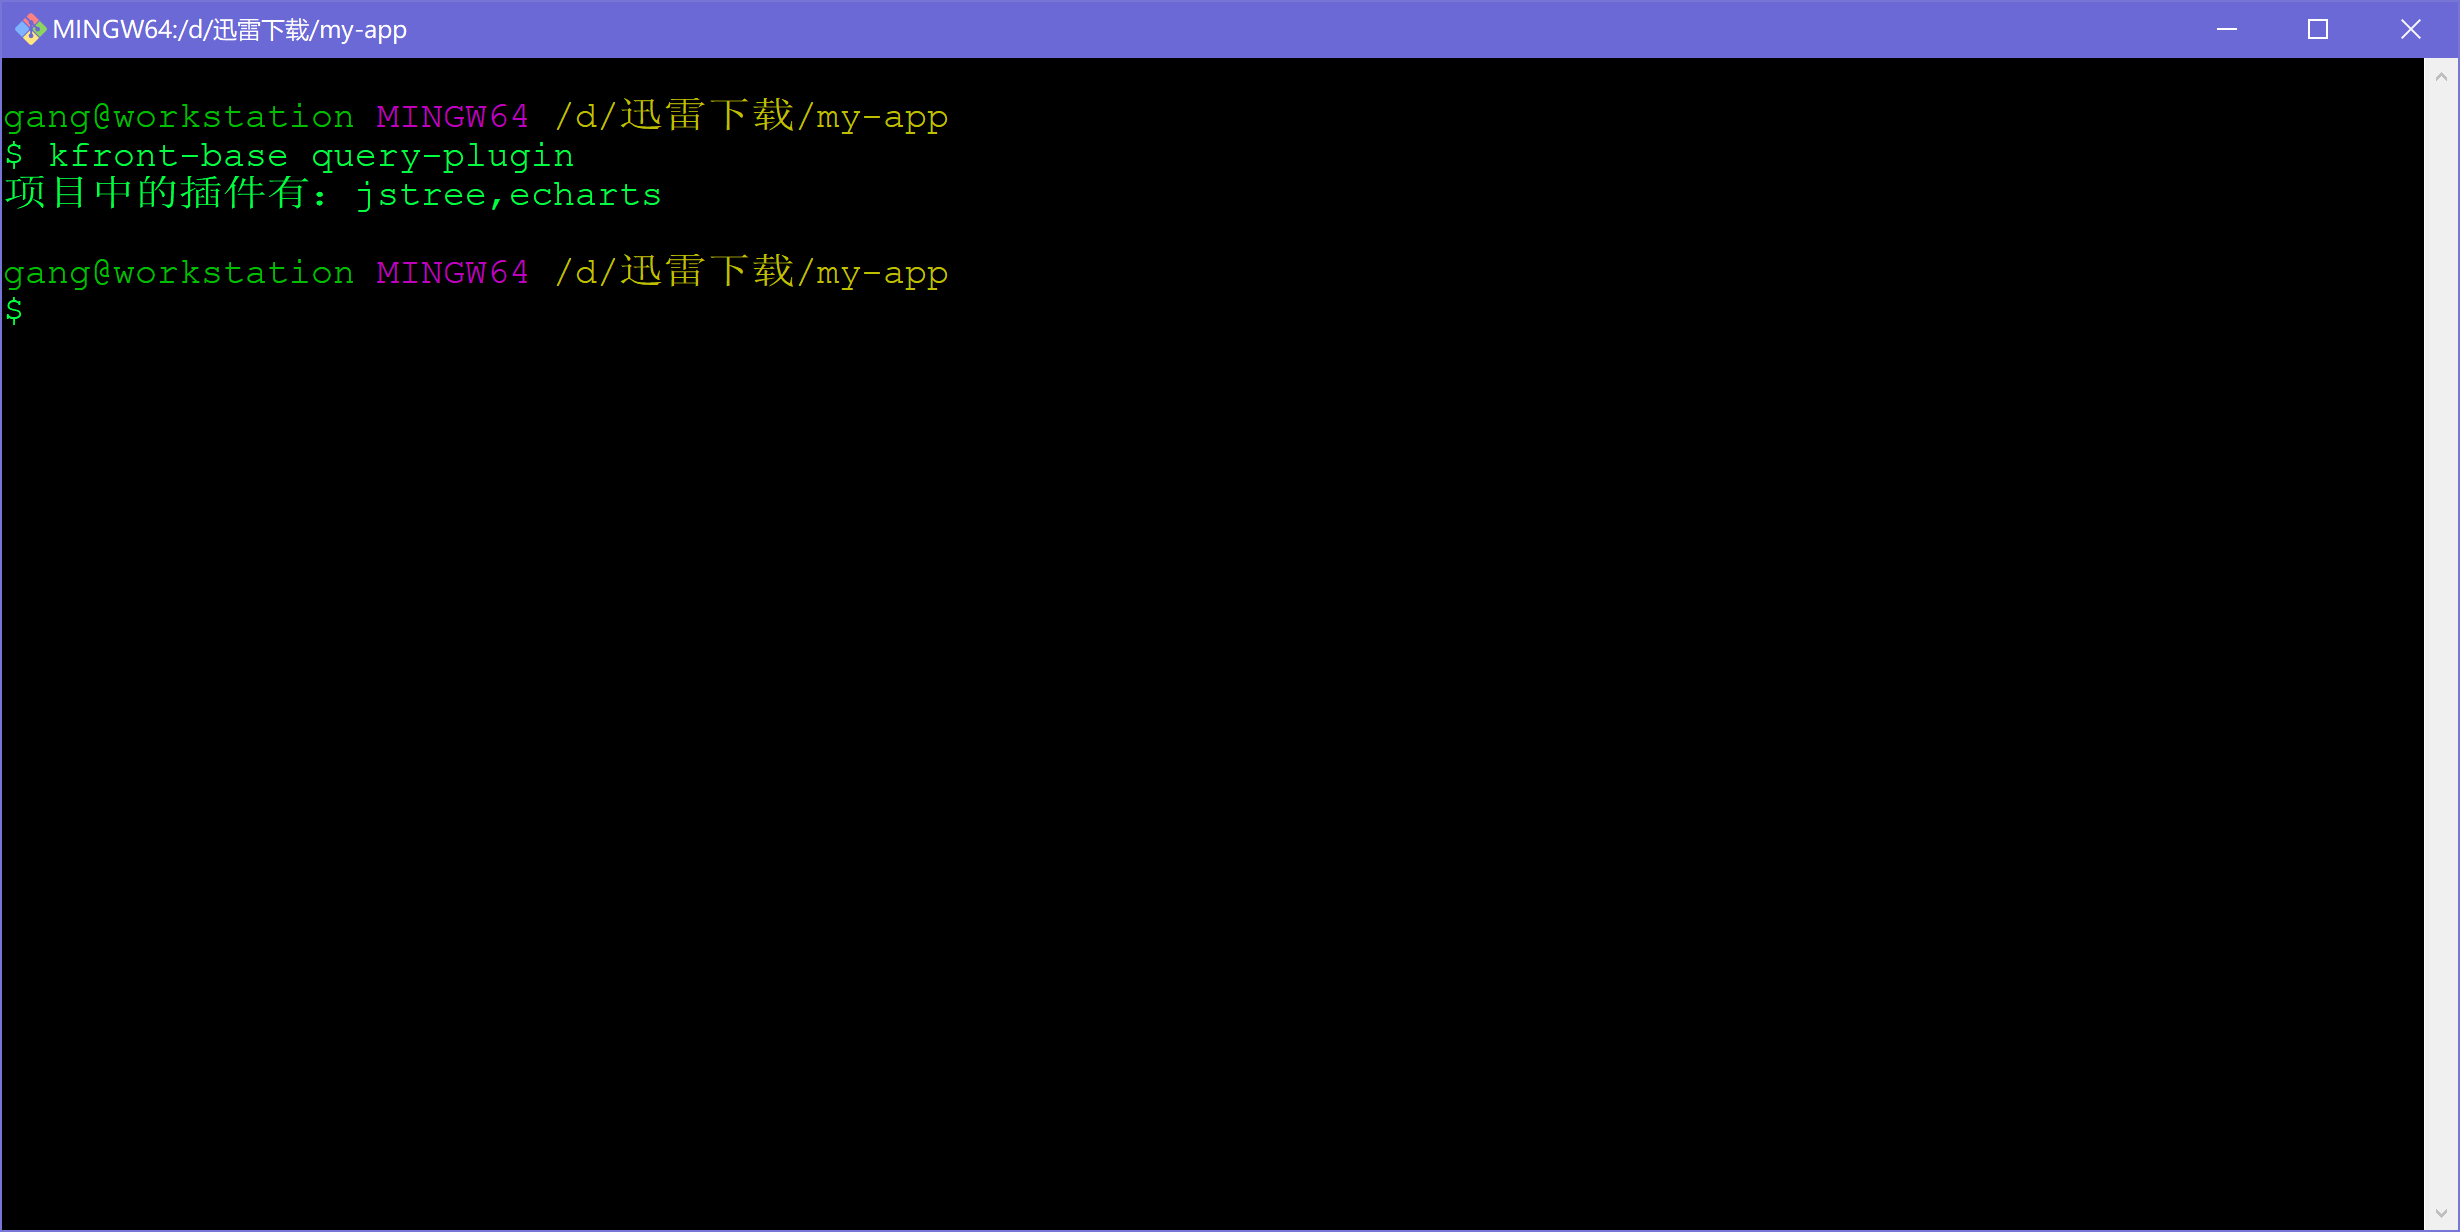 MINGW64:/d/迅雷下载/my-app
gang@workstation MINGW64 /d/迅雷下载/my-app
$ kfront-base query-plugin
项目中的插件有：jstree,echarts
gang@workstation MINGW64 /d/迅雷下载/my-app
$